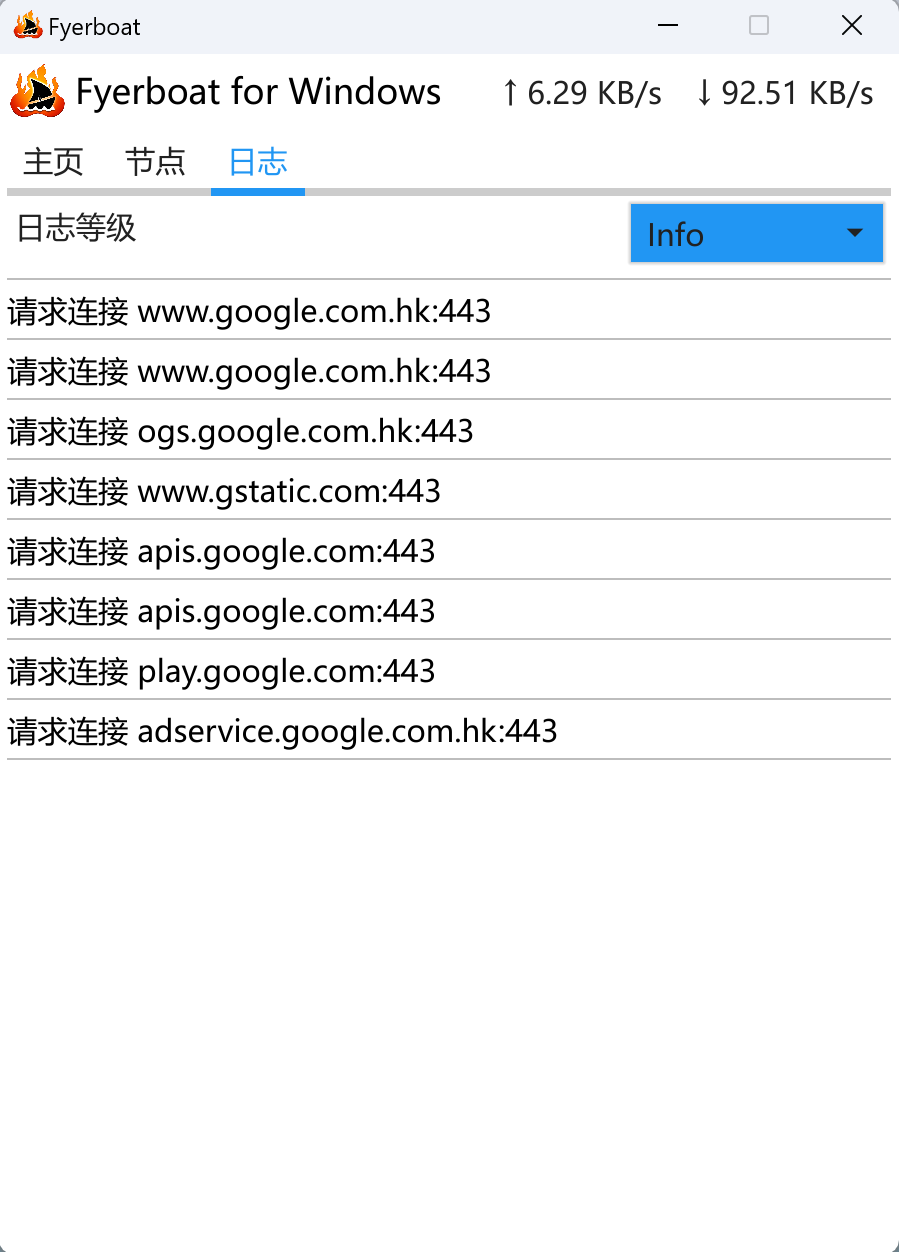 Fyerboat
Fyerboat for Windows ↑ 6.29 KB/s ↓ 92.51 KB/s
主页 节点 日志
日志等级 Info
请求连接 www.google.com.hk:443
请求连接 www.google.com.hk:443
请求连接 ogs.google.com.hk:443
请求连接 www.gstatic.com:443
请求连接 apis.google.com:443
请求连接 apis.google.com:443
请求连接 play.google.com:443
请求连接 adservice.google.com.hk:443